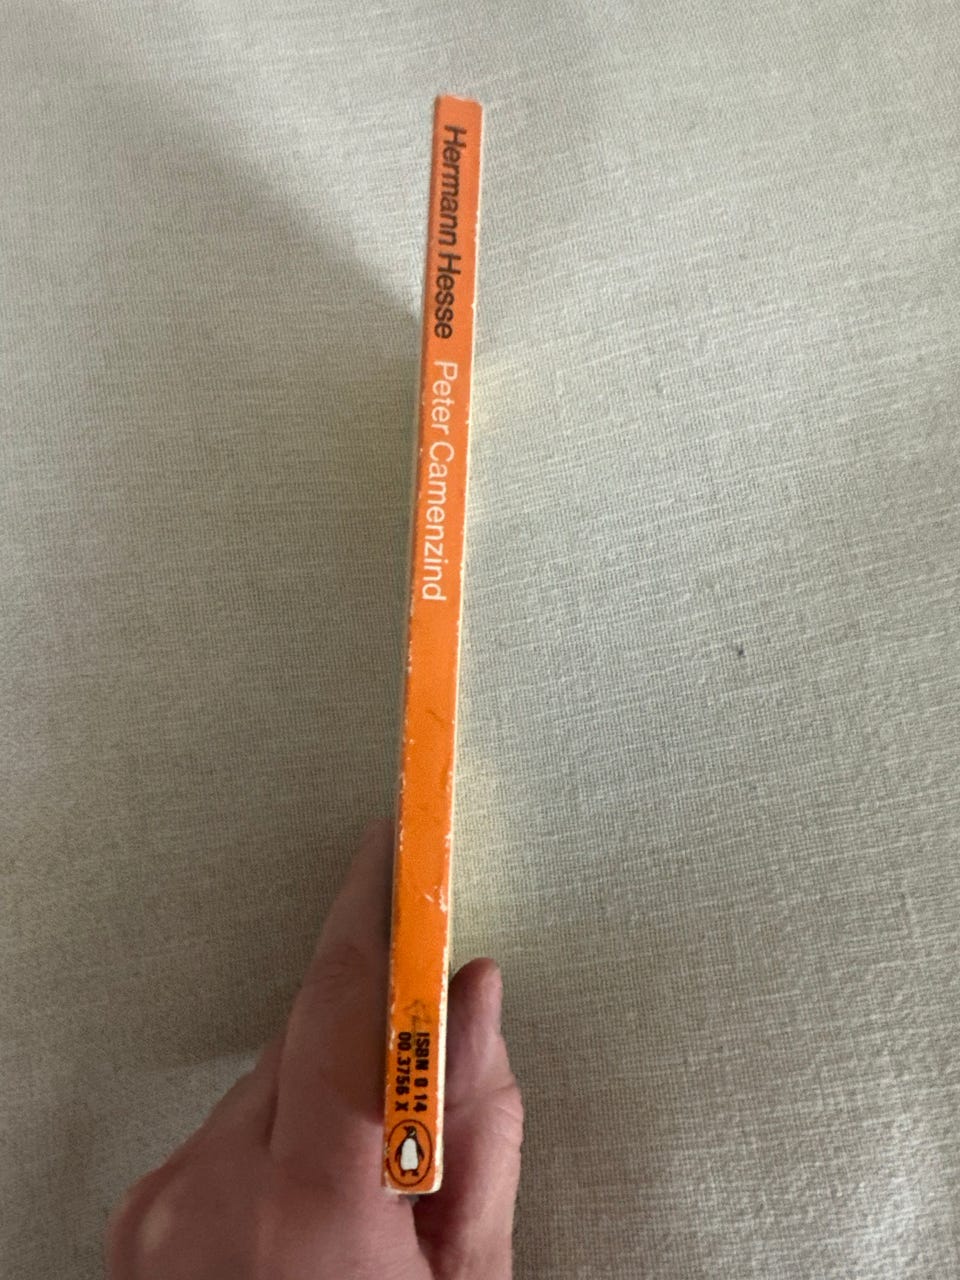 Hermann Hesse Peter Camenzind
ISBN 0 14
00.3756 X